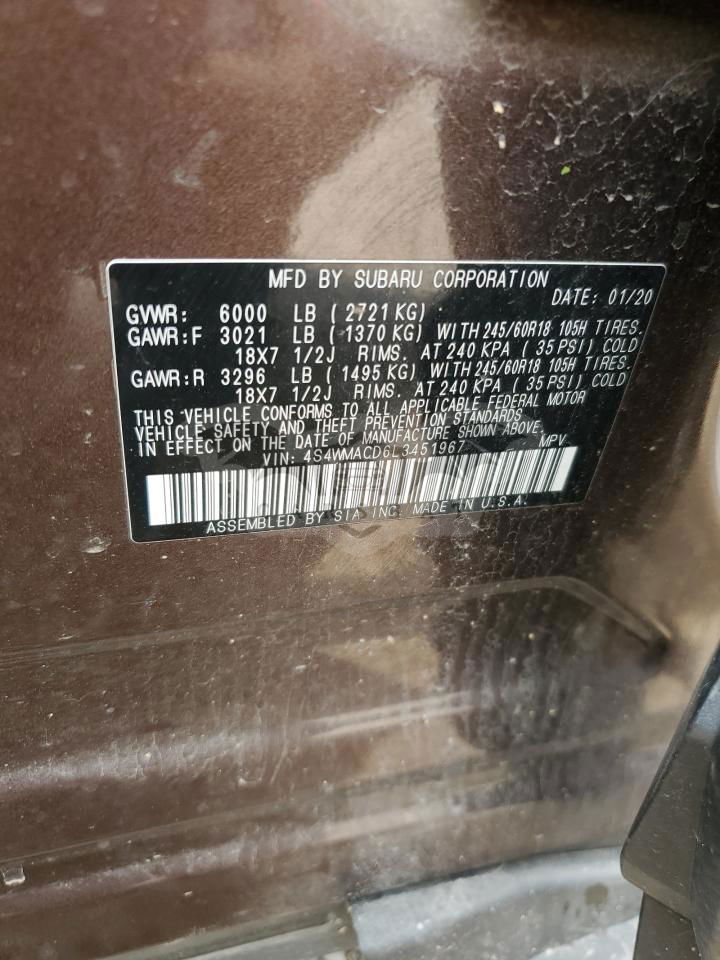 MFD BY SUBARU CORPORATION
DATE: 01/20
GVWR: 6000 LB ( 2721 KG)
GAWR:F 3021 LB ( 1370 KG) WITH 245/60R18 105H TIRES.
18X7 1/2J RIMS. AT 240 KPA ( 35 PSI) COLD
GAWR:R 3296 LB ( 1495 KG) WITH 245/60R18 105H TIRES.
18X7 1/2J RIMS. AT 240 KPA ( 35 PSI) COLD
THIS VEHICLE CONFORMS TO ALL APPLICABLE FEDERAL MOTOR
VEHICLE SAFETY AND THEFT PREVENTION STANDARDS
IN EFFECT ON THE DATE OF MANUFACTURE SHOWN ABOVE.
VIN: 4S4WMACD6L3451967 MPV
ASSEMBLED BY SIA INC. MADE IN U.S.A.